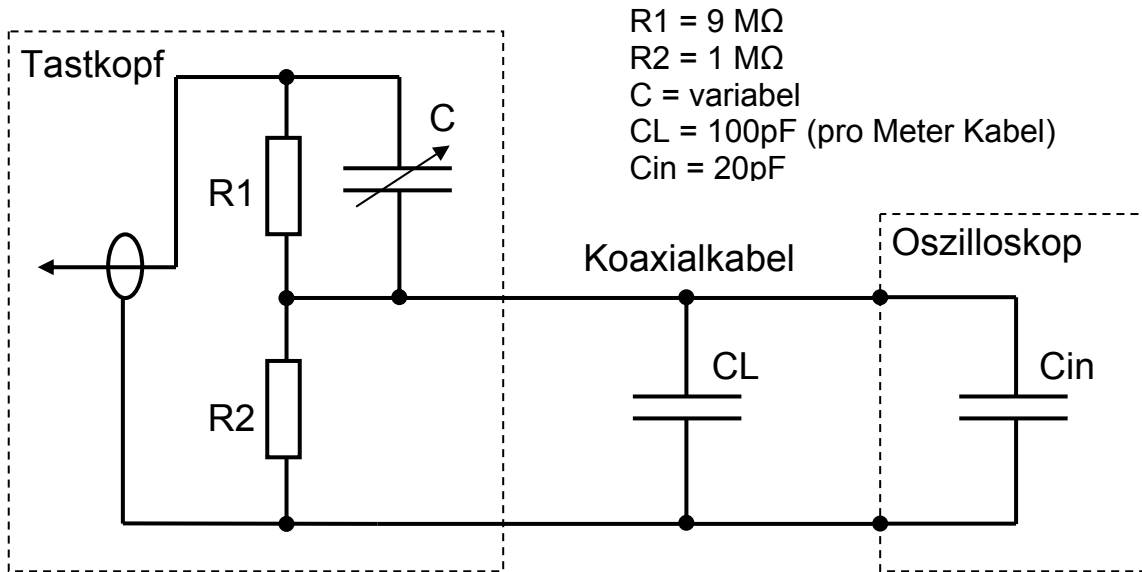 R1 = 9 MΩ
R2 = 1 MΩ
C = variabel
CL = 100pF (pro Meter Kabel)
Cin = 20pF
Tastkopf
C
R1
Koaxialkabel
Oszilloskop
R2
CL
Cin